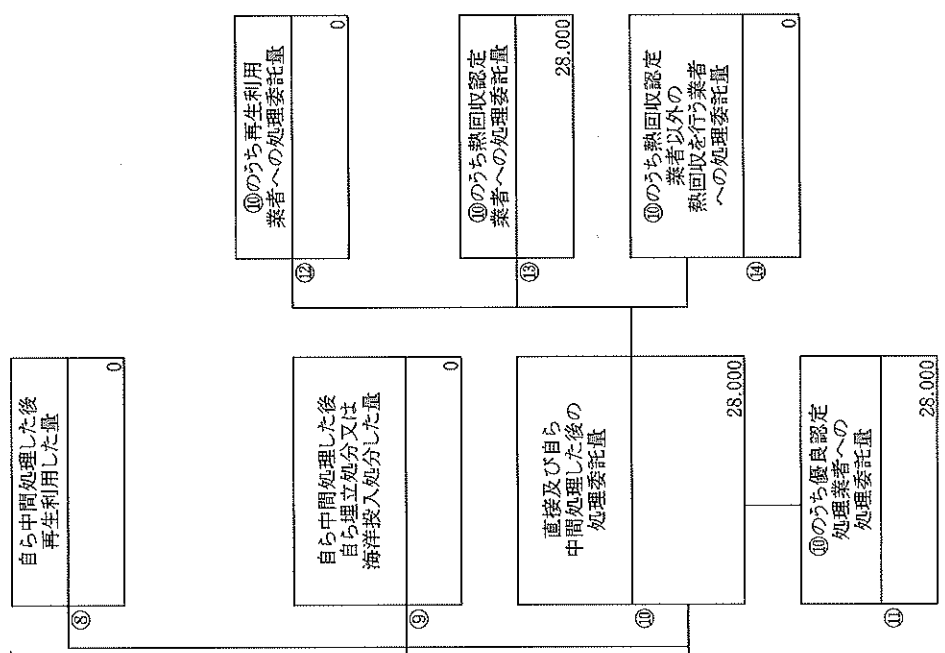 ⑧
自ら中間処理した後
再生利用した量
0
⑨
自ら中間処理した後
自ら埋立処分又は
海洋投入処分した量
0
⑩
直接及び自ら
中間処理した後の
処理委託量
28.000
⑪
⑩のうち優良認定
処理業者への
処理委託量
28.000
⑫
⑩のうち再生利用
業者への処理委託量
0
⑬
⑩のうち熱回収認定
業者への処理委託量
28.000
⑭
⑩のうち熱回収認定
業者以外の
熱回収を行う業者
への処理委託量
0